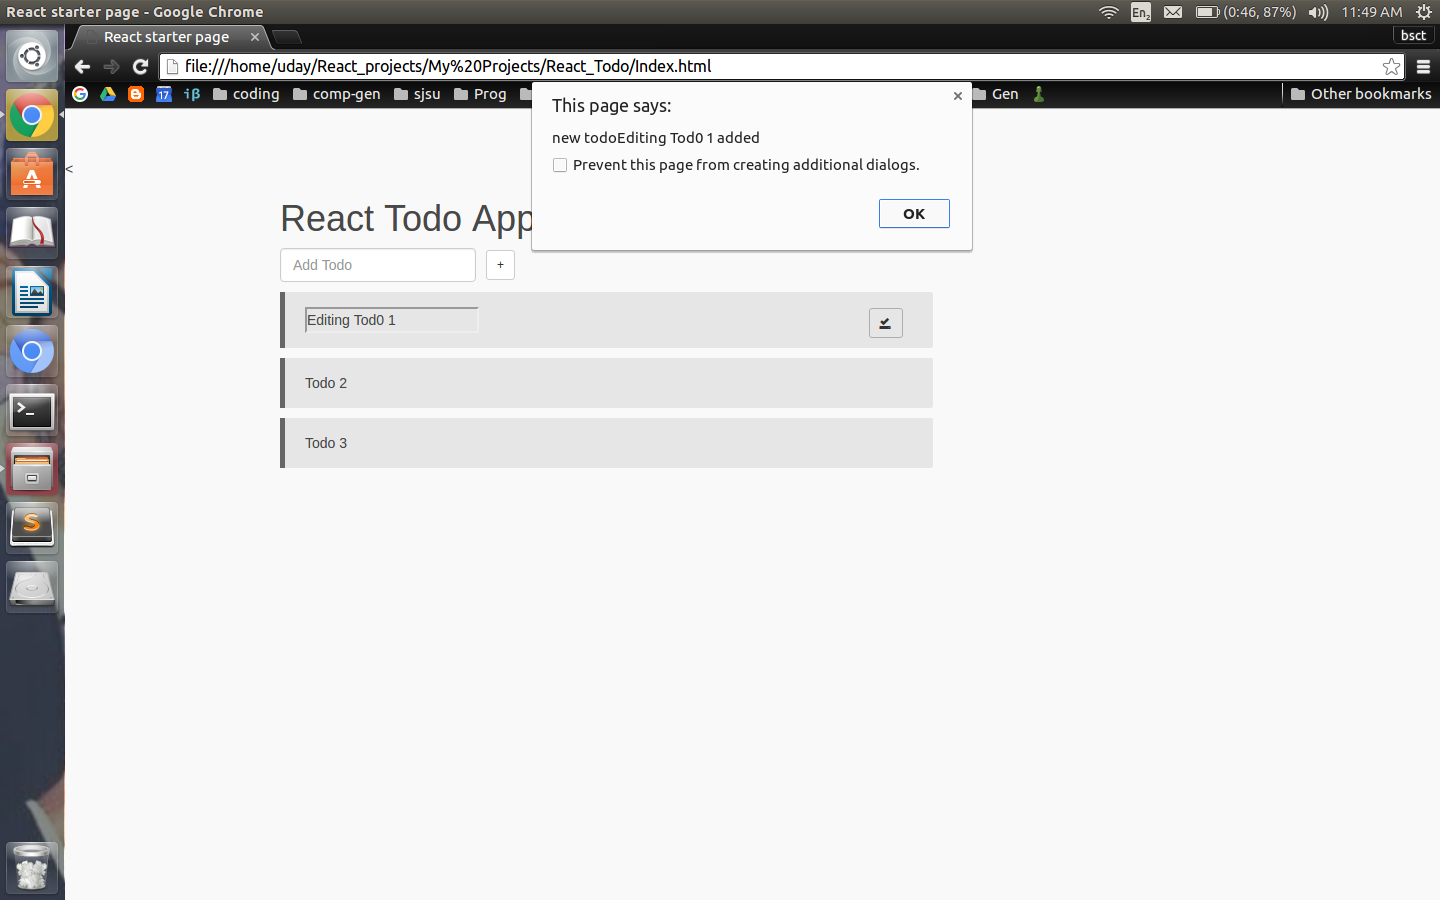 React starter page - Google Chrome
En2
(0:46, 87%)
11:49 AM
React starter page
bsct
file:///home/uday/React_projects/My%20Projects/React_Todo/Index.html
17
iβ
coding
comp-gen
sjsu
Prog
Gen
Other bookmarks
This page says:
new todoEditing Tod0 1 added
Prevent this page from creating additional dialogs.
OK
<
React Todo App
Add Todo
+
Editing Tod0 1
Todo 2
Todo 3